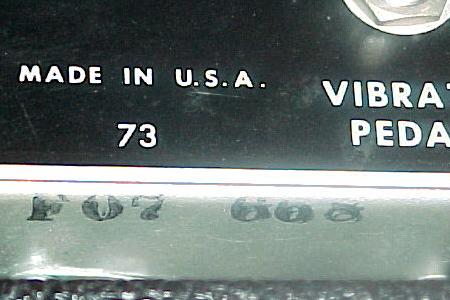 MADE IN U.S.A.
VIBRAT
73
PEDA
F07 668